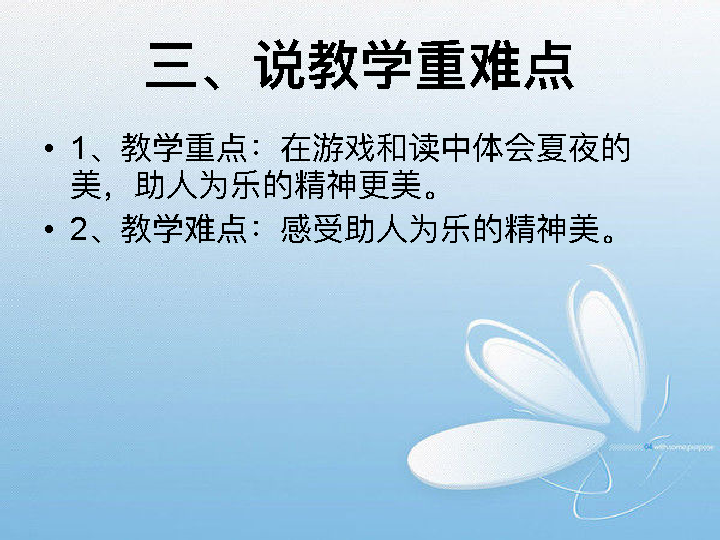 三、说教学重难点
• 1、教学重点：在游戏和读中体会夏夜的
美，助人为乐的精神更美。
• 2、教学难点：感受助人为乐的精神美。